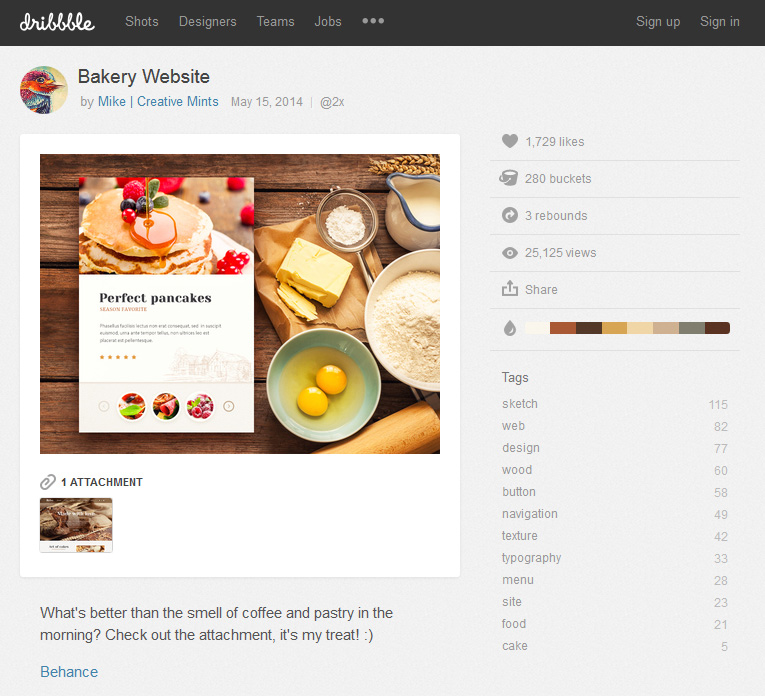 dribbble Shots Designers Teams Jobs ••• Sign up Sign in
Bakery Website
by Mike | Creative Mints May 15, 2014 | @2x
Perfect pancakes
SEASON FAVORITE
Phasellus facilisis lectus non erat consequat, sed. In suscipit
euismod, urna ante tempor tellus, non ultrices leo est
placerat est pellentesque.
1 ATTACHMENT
What's better than the smell of coffee and pastry in the
morning? Check out the attachment, it's my treat! :)
Behance
1,729 likes
280 buckets
3 rebounds
25,125 views
Share
Tags
sketch 115
web 82
design 77
wood 60
button 58
navigation 49
texture 42
typography 33
menu 28
site 23
food 21
cake 5